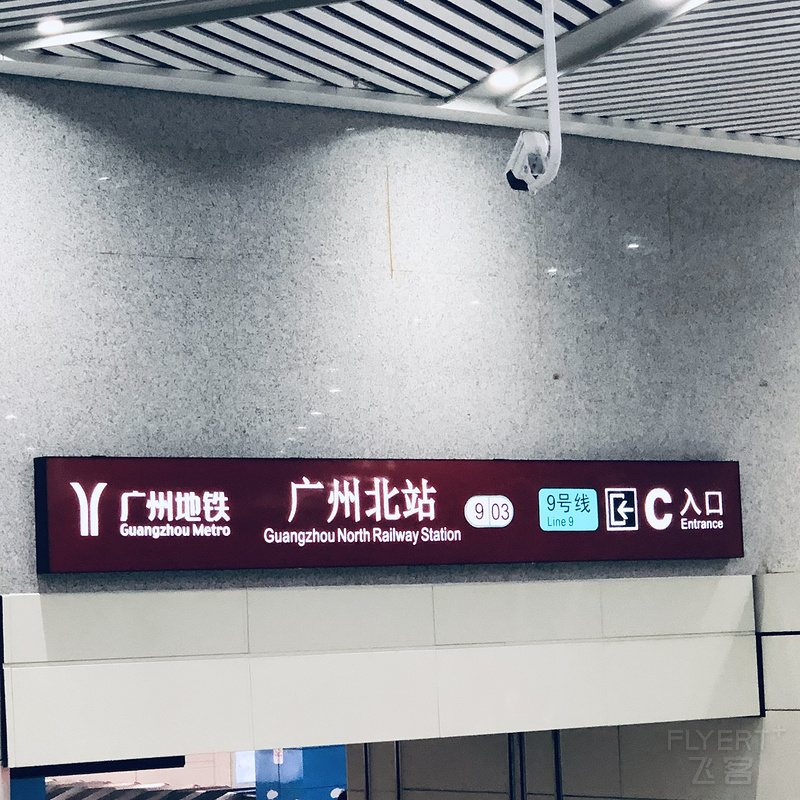 广州地铁
Guangzhou Metro
广州北站
Guangzhou North Railway Station
9 03
9号线
Line 9
C
入口
Entrance
FLYERT+
飞客